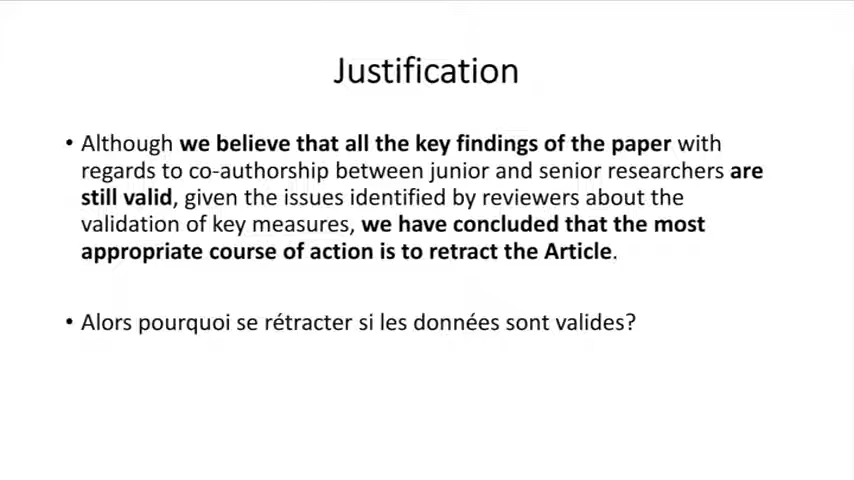 Justification
• Although we believe that all the key findings of the paper with
regards to co-authorship between junior and senior researchers are
still valid, given the issues identified by reviewers about the
validation of key measures, we have concluded that the most
appropriate course of action is to retract the Article.
• Alors pourquoi se rétracter si les données sont valides?